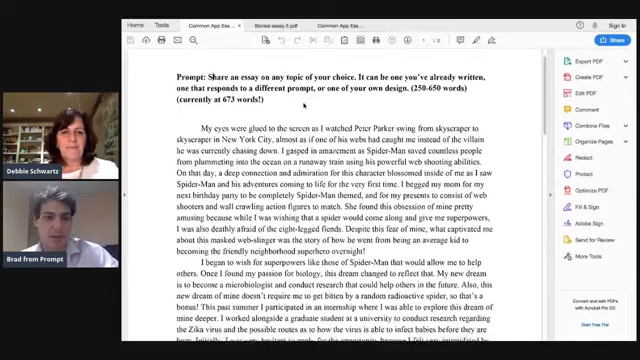 Home Tools Common App Ess... Bonsai essay 5.pdf Common App Ess... Sign In
1 / 2
Share
Prompt: Share an essay on any topic of your choice. It can be one you've already written,
one that responds to a different prompt, or one of your own design. (250-650 words)
(currently at 673 words!)
My eyes were glued to the screen as I watched Peter Parker swing from skyscraper to
skyscraper in New York City, almost as if one of his webs had caught me instead of the villain
he was currently chasing down. I gasped in amazement as Spider-Man saved countless people
from plummeting into the ocean on a runaway train using his powerful web shooting abilities.
On that day, a deep connection and admiration for this character blossomed inside of me as I saw
Spider-Man and his adventures coming to life for the very first time. I begged my mom for my
next birthday party to be completely Spider-Man themed, and for my presents to consist of web
shooters and wall crawling action figures to match. She found this obsession of mine pretty
amusing because while I was wishing that a spider would come along and give me superpowers,
I was also deathly afraid of the eight-legged fiends. Despite this fear of mine, what captivated me
about this masked web-slinger was the story of how he went from being an average kid to
becoming the friendly neighborhood superhero overnight!
I began to wish for superpowers like those of Spider-Man that would allow me to help
others. Once I found my passion for biology, this dream changed to reflect that. My new dream
is to become a microbiologist and conduct research that could help others in the future. Also, this
new dream of mine doesn't require me to get bitten by a random radioactive spider, so that's a
bonus! This past summer I participated in an internship where I was able to explore this dream of
mine deeper. I worked alongside a graduate student at a university to conduct research regarding
the Zika virus and the possible routes as to how the virus is able to infect babies before they are
Export PDF
Create PDF
Edit PDF
Comment
Combine Files
Organize Pages
Redact
Protect
Optimize PDF
Fill & Sign
Adobe Sign
Send for Review
More Tools
Convert and edit PDFs
with Acrobat Pro DC
Start Free Trial
Debbie Schwartz
Brad from Prompt